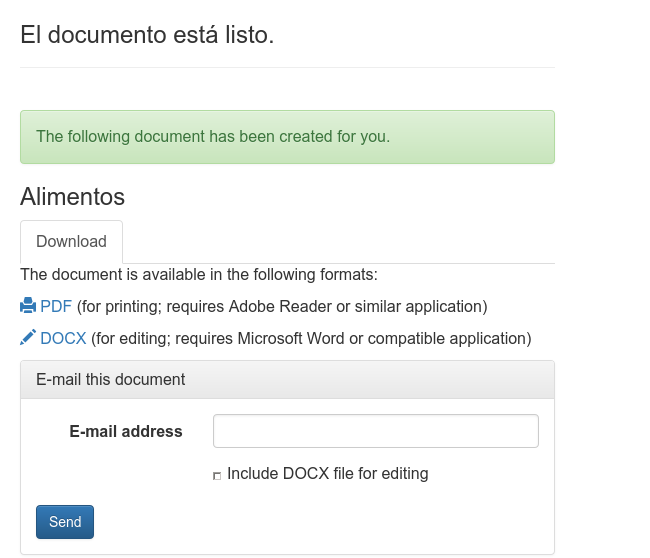 El documento está listo.
The following document has been created for you.
Alimentos
Download
The document is available in the following formats:
PDF (for printing; requires Adobe Reader or similar application)
DOCX (for editing; requires Microsoft Word or compatible application)
E-mail this document
E-mail address
Include DOCX file for editing
Send